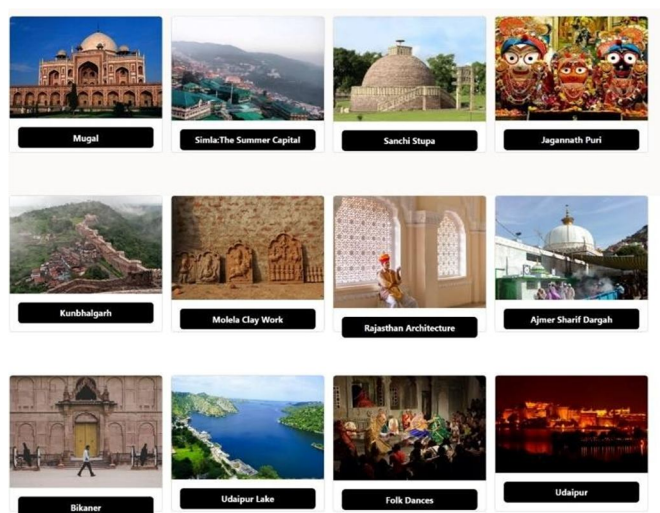 Mugal
Simla:The Summer Capital
Sanchi Stupa
Jagannath Puri
Kunbhalgarh
Molela Clay Work
Rajasthan Architecture
Ajmer Sharif Dargah
Bikaner
Udaipur Lake
Folk Dances
Udaipur